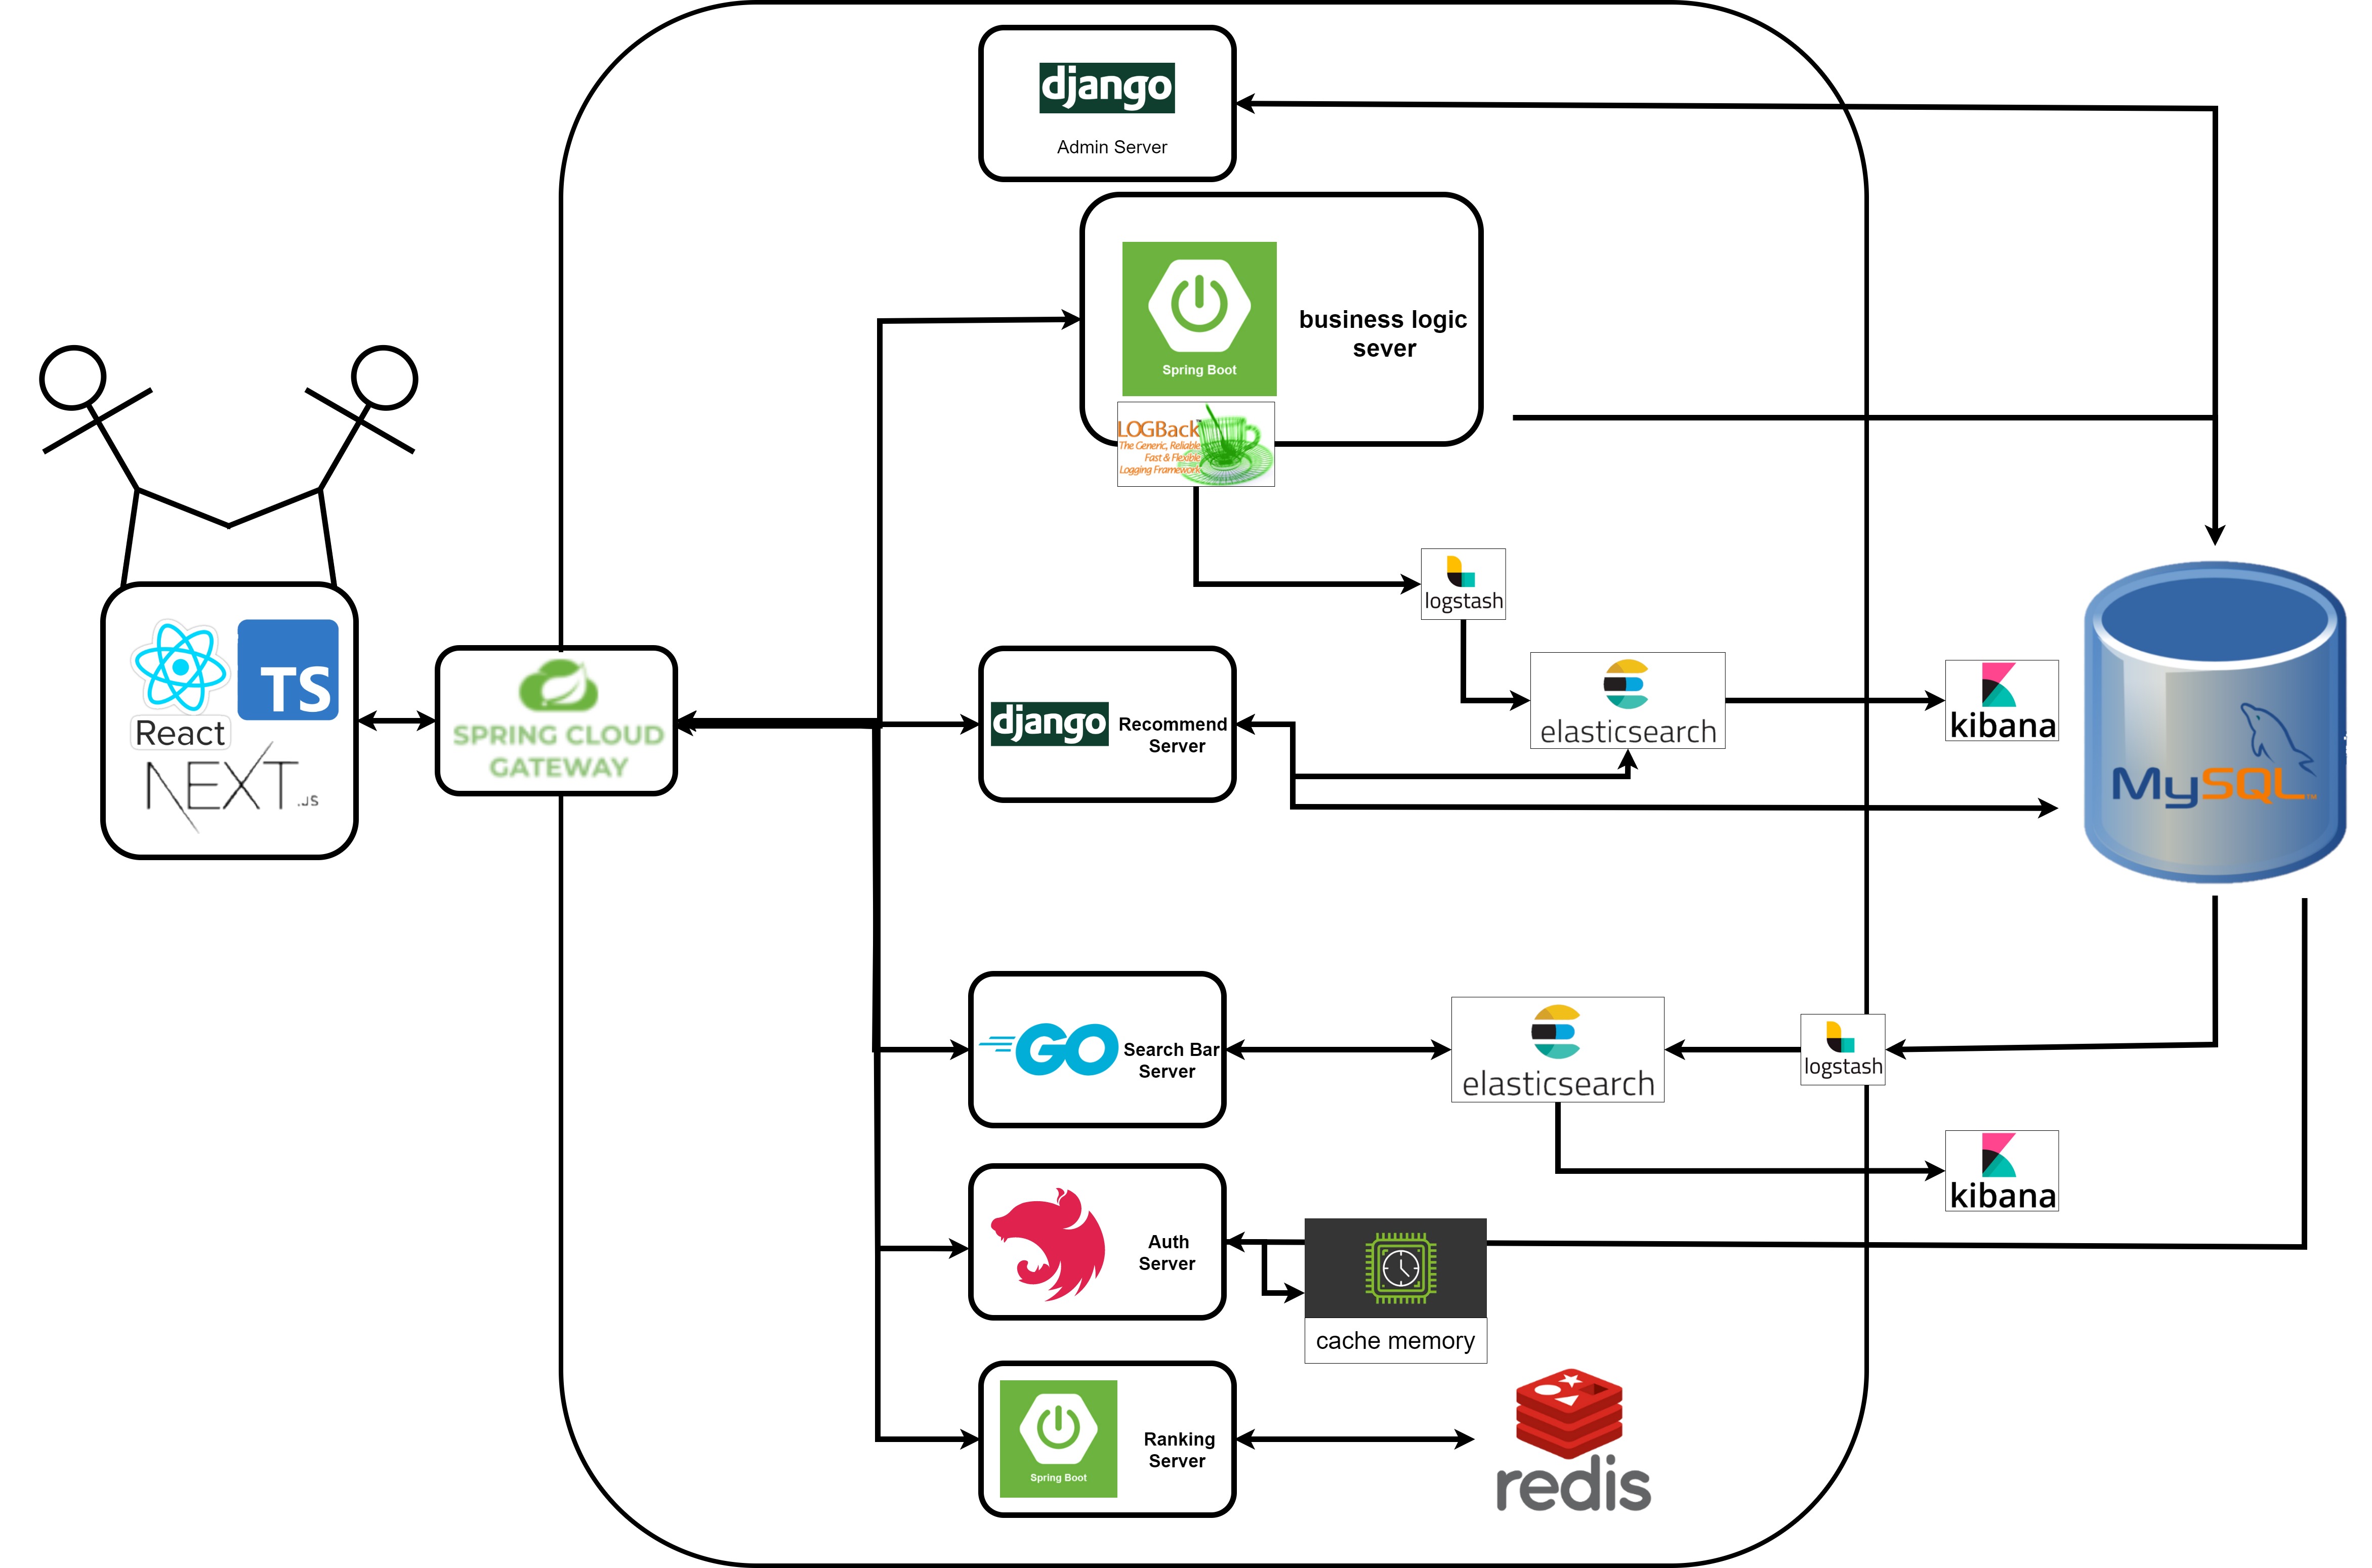 django
Admin Server
Spring Boot
business logic
sever
LOGBack
The Generic, Reliable
Fast & Flexible
Logging Framework
logstash
TS
React
NEXT.JS
SPRING CLOUD
GATEWAY
django
Recommend
Server
elasticsearch
kibana
MySQL™
GO
Search Bar
Server
elasticsearch
logstash
kibana
Auth
Server
cache memory
Spring Boot
Ranking
Server
redis